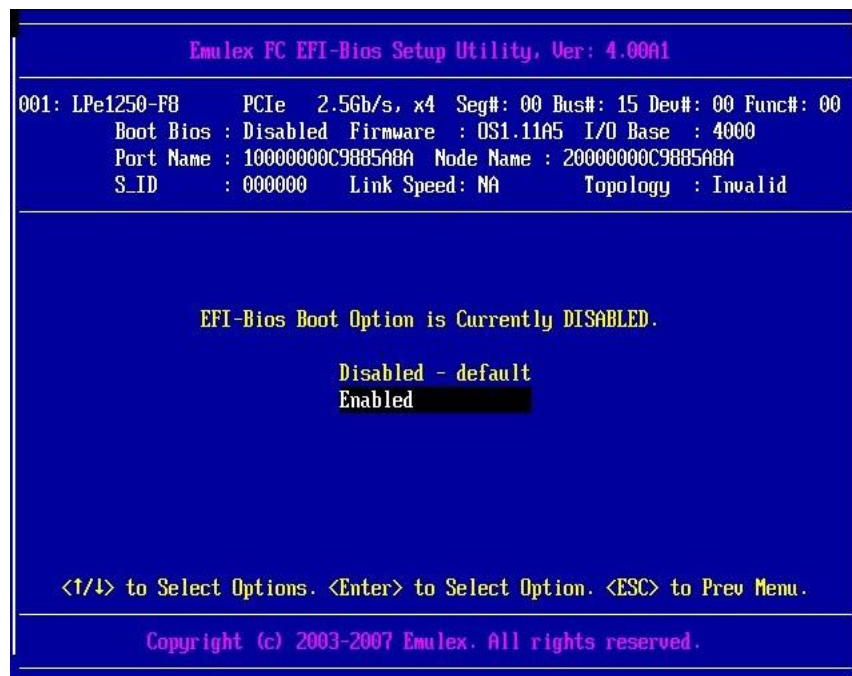 Emulex FC EFI-Bios Setup Utility, Ver: 4.00A1
001: LPe1250-F8 PCIe 2.5Gb/s, x4 Seg#: 00 Bus#: 15 Dev#: 00 Func#: 00
Boot Bios : Disabled Firmware : OS1.11A5 I/O Base : 4000
Port Name : 10000000C9885A8A Node Name : 20000000C9885A8A
S_ID : 000000 Link Speed: NA Topology : Invalid
EFI-Bios Boot Option is Currently DISABLED.
Disabled - default
Enabled
<↑/↓> to Select Options. <Enter> to Select Option. <ESC> to Prev Menu.
Copyright (c) 2003-2007 Emulex. All rights reserved.